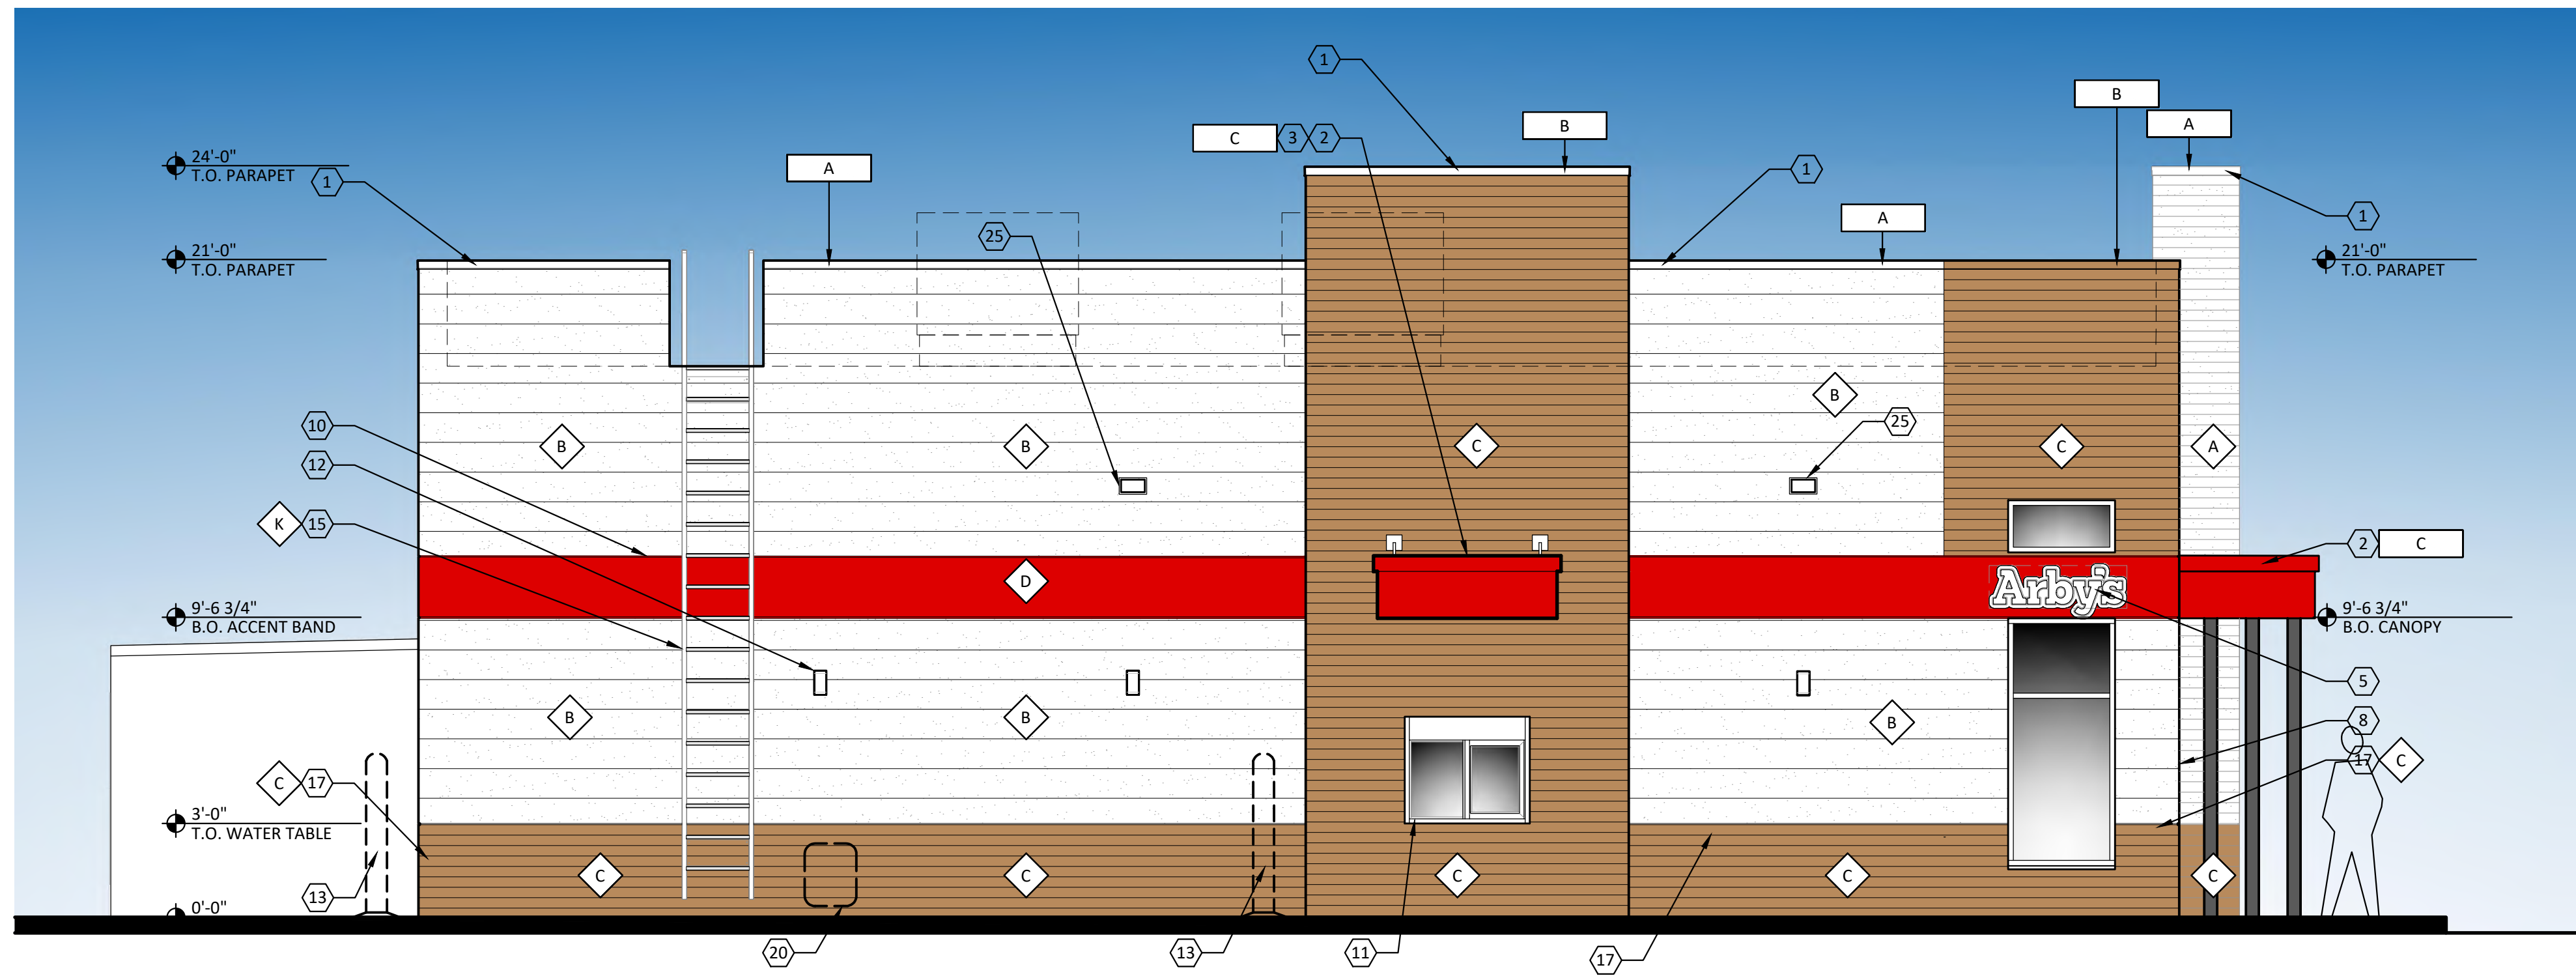 1
B
A
C 3 2
B
A
24'-0"
T.O. PARAPET
1
A
1
A
1
25
21'-0"
T.O. PARAPET
21'-0"
T.O. PARAPET
B
10
25
B
B
C
C
A
12
K 15
2 C
D
Arby's
9'-6 3/4"
B.O. ACCENT BAND
9'-6 3/4"
B.O. CANOPY
5
B
B
B
8
17 C
C 17
3'-0"
T.O. WATER TABLE
C
C
C
C
C
13
0'-0"
20
13
11
17